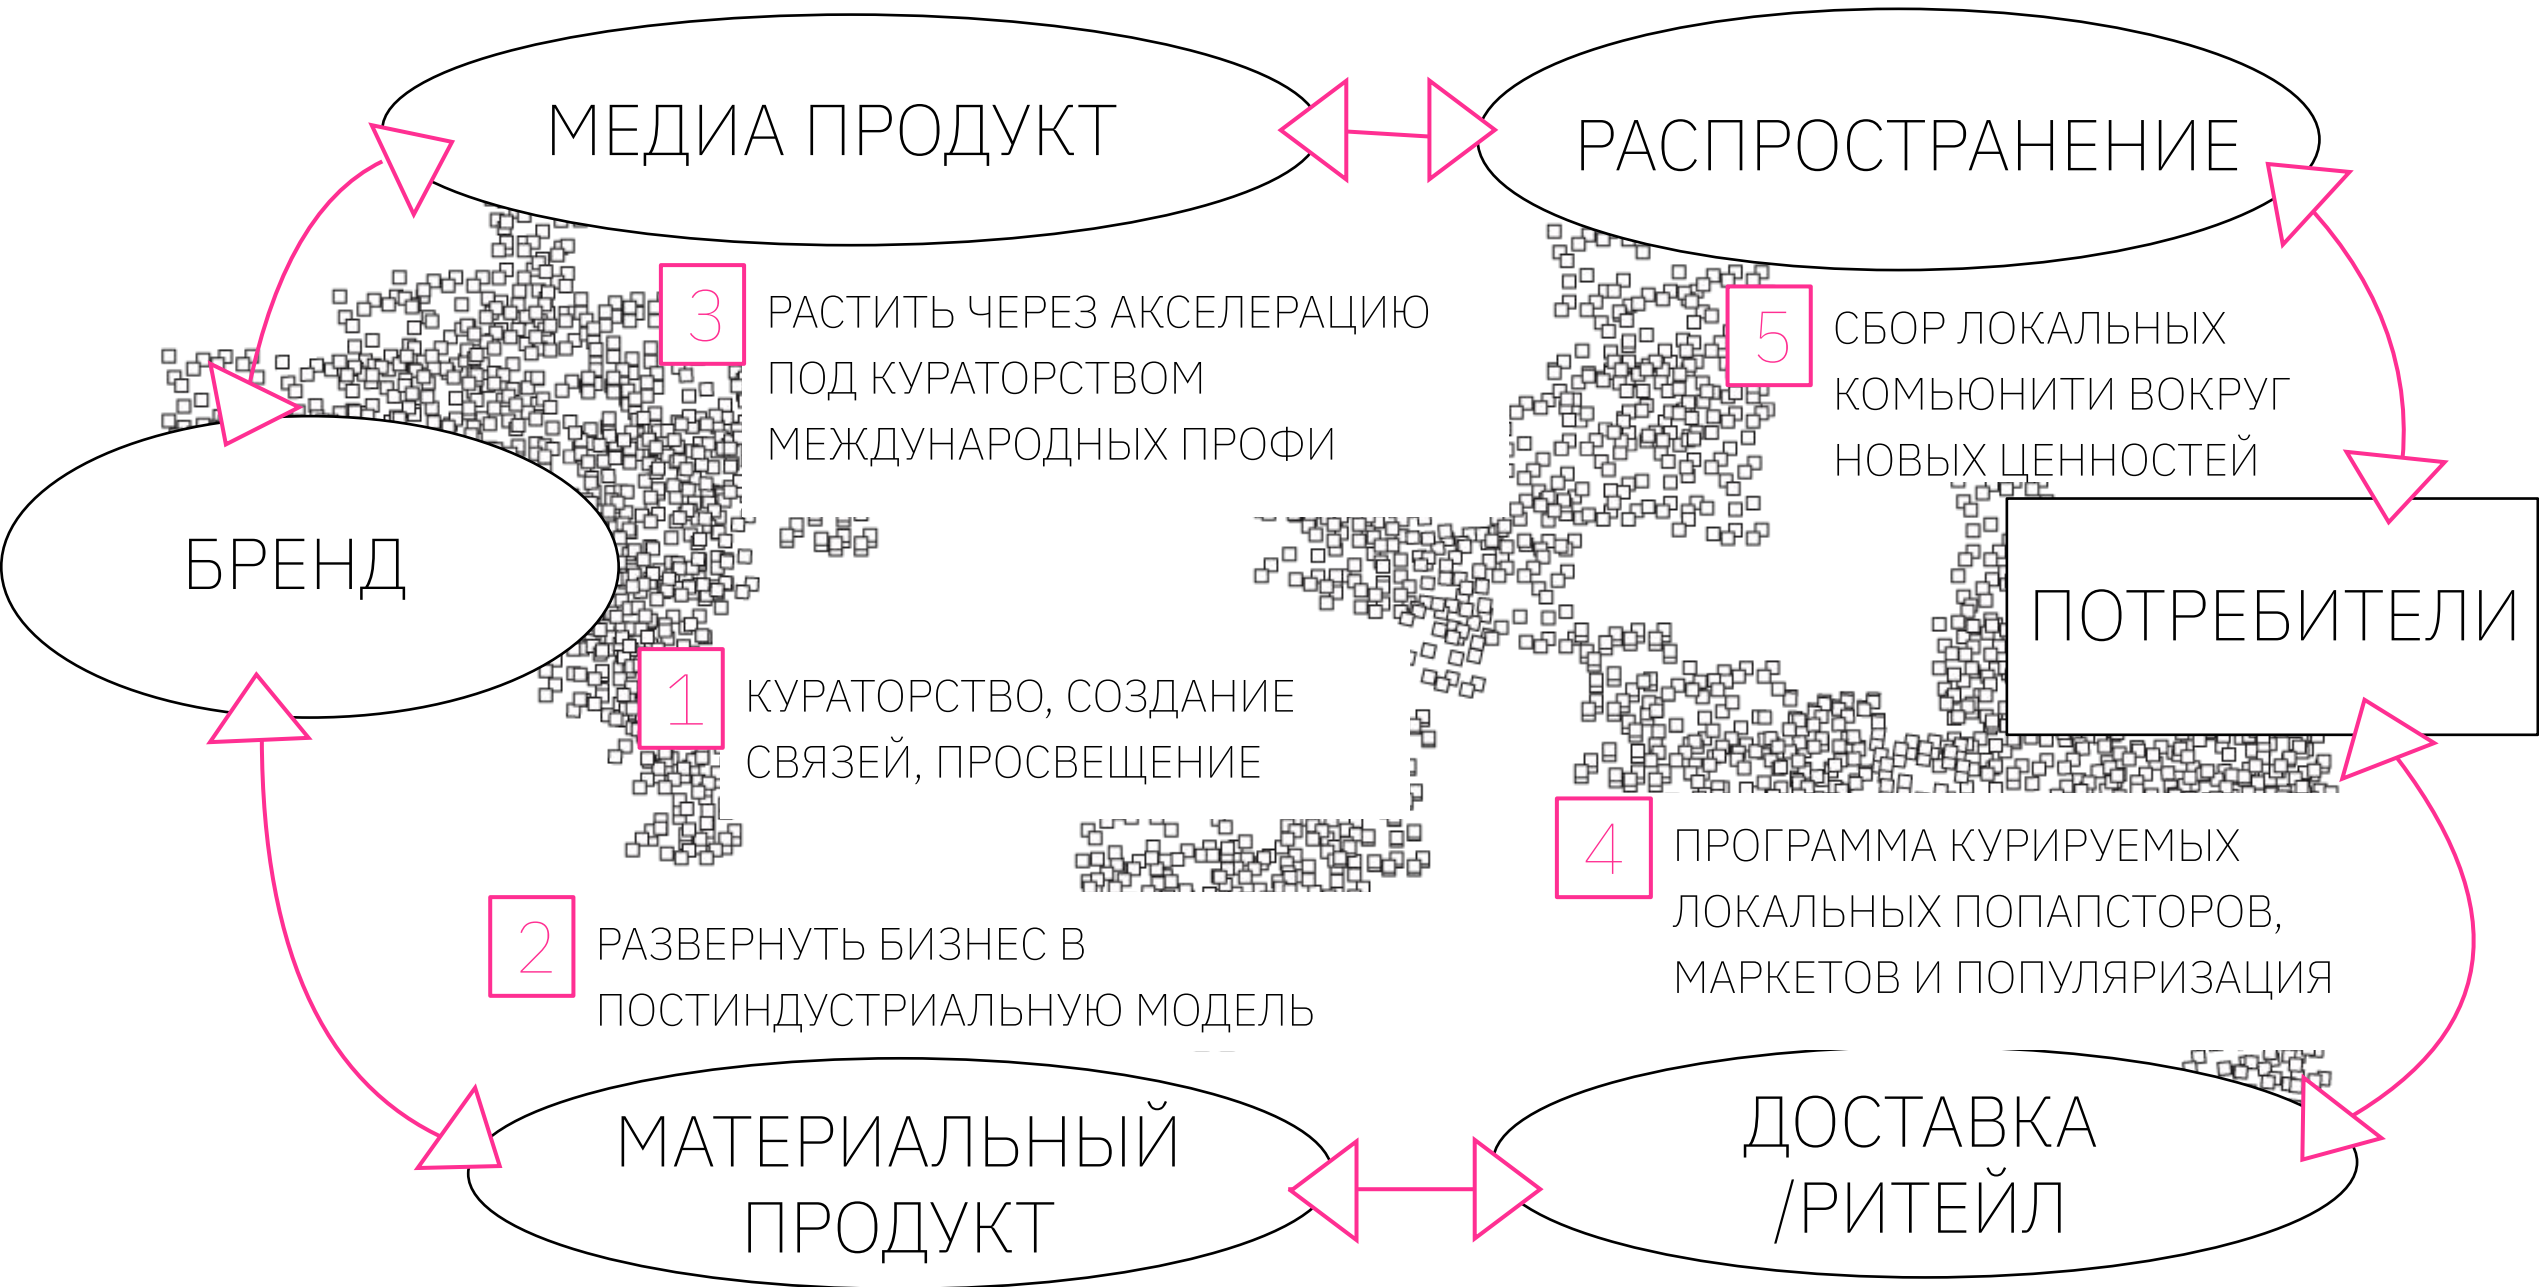 МЕДИА ПРОДУКТ
РАСПРОСТРАНЕНИЕ
3
РАСТИТЬ ЧЕРЕЗ АКСЕЛЕРАЦИЮ
ПОД КУРАТОРСТВОМ
МЕЖДУНАРОДНЫХ ПРОФИ
5
СБОР ЛОКАЛЬНЫХ
КОМЬЮНИТИ ВОКРУГ
НОВЫХ ЦЕННОСТЕЙ
БРЕНД
ПОТРЕБИТЕЛИ
1
КУРАТОРСТВО, СОЗДАНИЕ
СВЯЗЕЙ, ПРОСВЕЩЕНИЕ
4
ПРОГРАММА КУРИРУЕМЫХ
ЛОКАЛЬНЫХ ПОПАПСТОРОВ,
МАРКЕТОВ И ПОПУЛЯРИЗАЦИЯ
2
РАЗВЕРНУТЬ БИЗНЕС В
ПОСТИНДУСТРИАЛЬНУЮ МОДЕЛЬ
МАТЕРИАЛЬНЫЙ
ПРОДУКТ
ДОСТАВКА
/РИТЕЙЛ